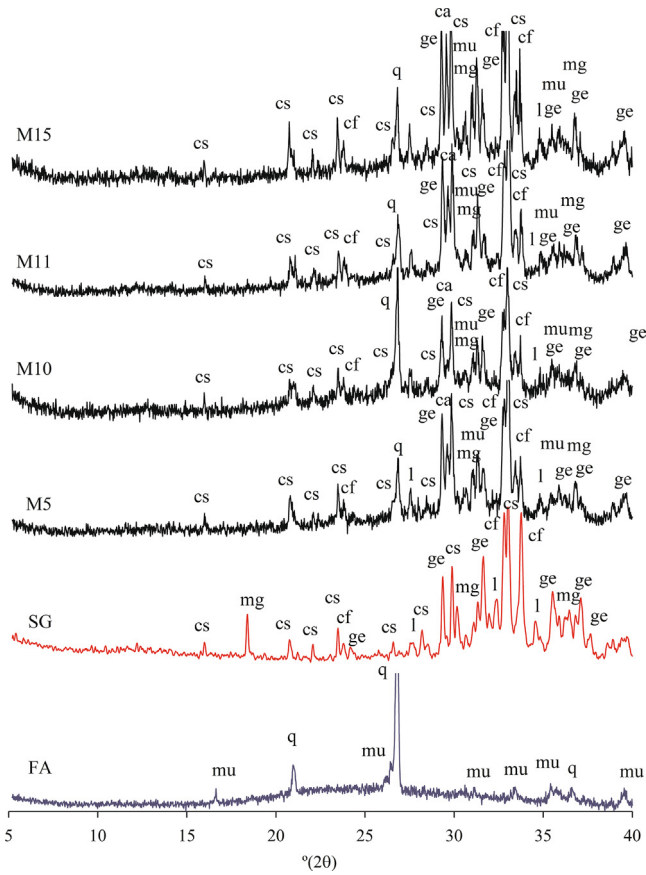 ca cs cf cs
ge mu q mg ge cf mg
cs cs cf cs cs l mu ge ge
M15 cs
ca cs cf cs
ge mu mg ge cf mg
q mu
cs cs cs cf cs cs l ge ge ge
M11 cs
ca cs cf cs
q ge mu mg ge cf
cs cs cs cf cs cs l mu mg ge ge ge
M10 cs
ca cs cf cs
ge mu mg ge cf
q l
cs cs cs cf cs cs l mu ge mg ge ge
M5 cs
cf cs
ge cs ge cf
mg mg l ge mg ge
cs cs cs cf ge cs l cs l ge
SG cs
q
q
mu
FA mu mu mu mu q mu
5 10 15 20 25 30 35 40
°(2θ)